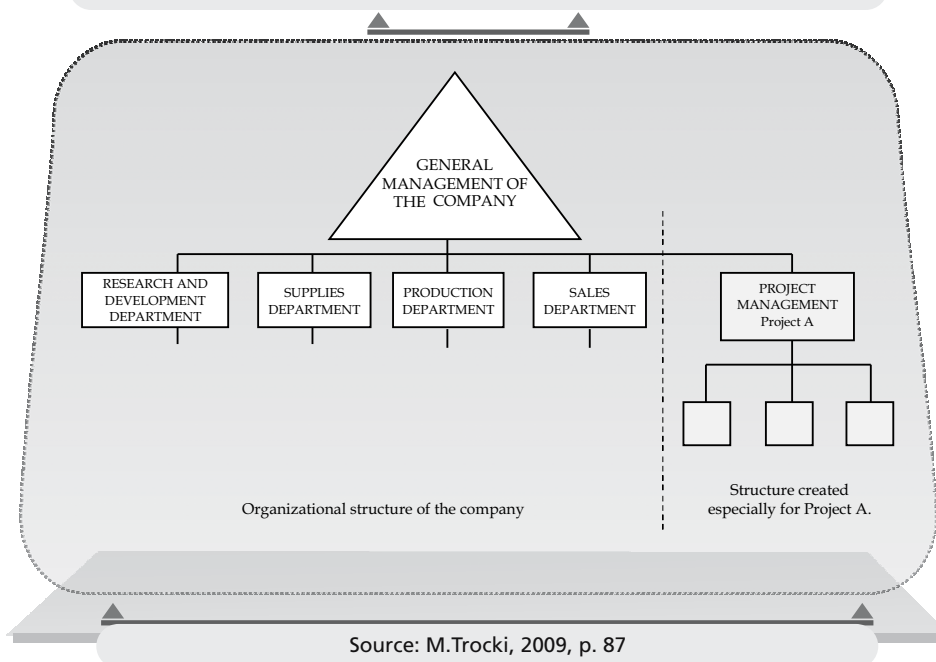 GENERAL
MANAGEMENT OF
THE COMPANY
RESEARCH AND
DEVELOPMENT
DEPARTMENT
SUPPLIES
DEPARTMENT
PRODUCTION
DEPARTMENT
SALES
DEPARTMENT
PROJECT
MANAGEMENT
Project A
Organizational structure of the company
Structure created
especially for Project A.
Source: M.Trocki, 2009, p. 87